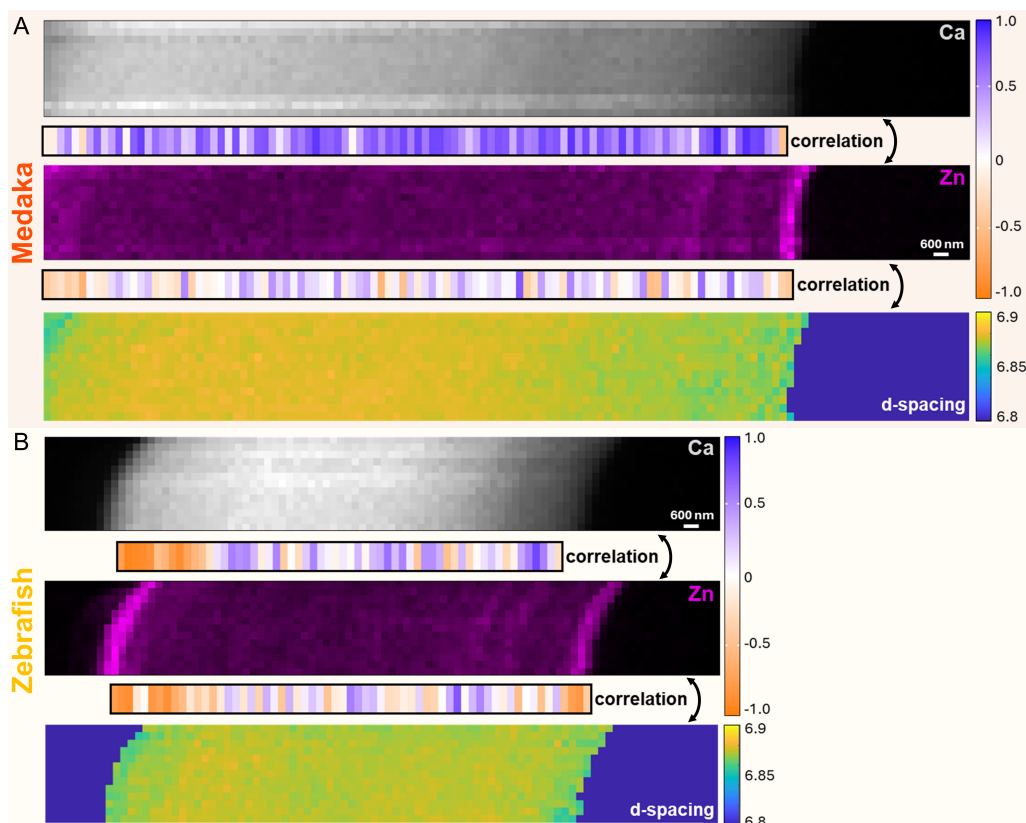 A
Medaka
Ca
1.0
0.5
0
-0.5
-1.0
correlation
Zn
600 nm
correlation
6.9
6.85
6.8
d-spacing
B
Zebrafish
Ca
600 nm
1.0
0.5
0
-0.5
-1.0
correlation
Zn
correlation
6.9
6.85
6.8
d-spacing